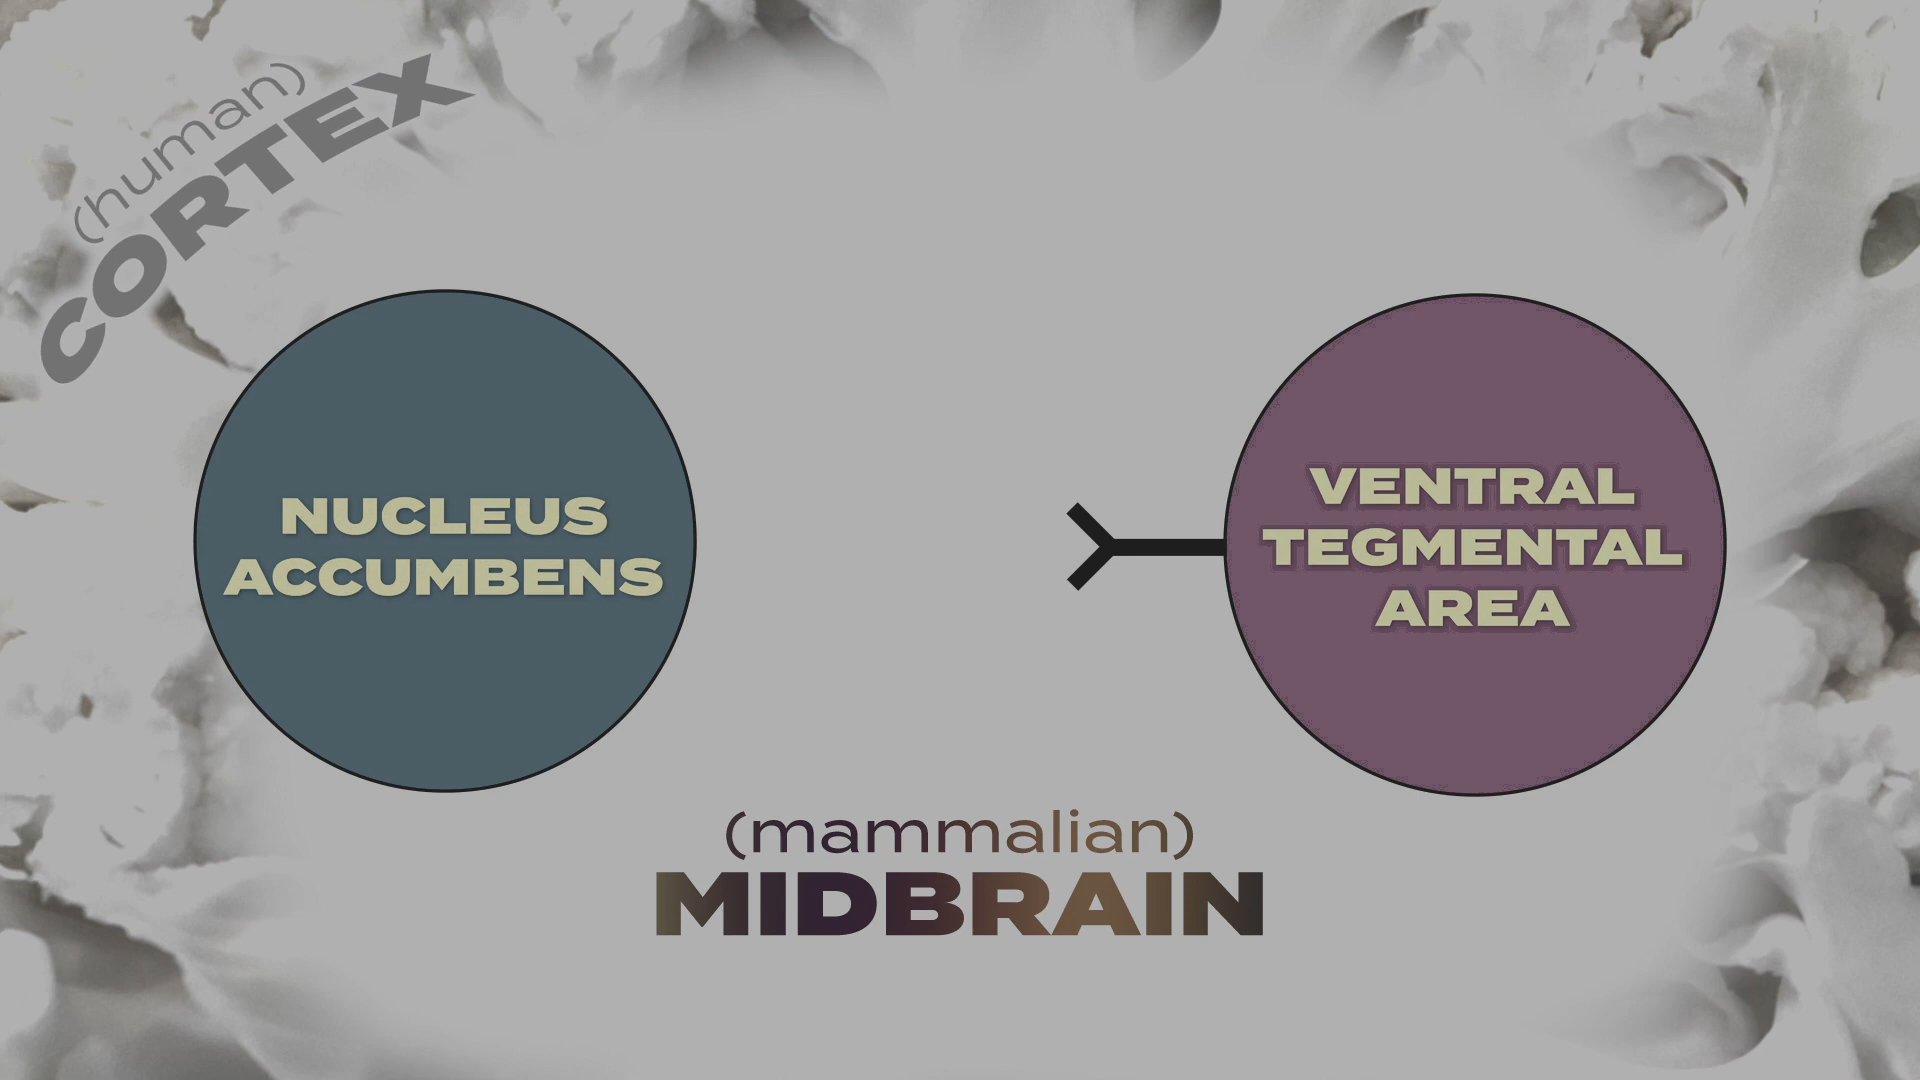 (human)
CORTEX
NUCLEUS
ACCUMBENS
VENTRAL
TEGMENTAL
AREA
(mammalian)
MIDBRAIN